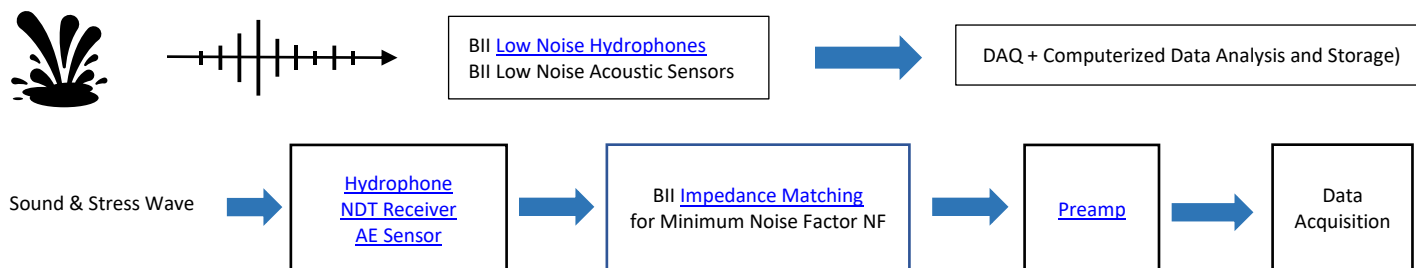 BII Low Noise Hydrophones
BII Low Noise Acoustic Sensors
DAQ + Computerized Data Analysis and Storage)
Sound & Stress Wave
Hydrophone
NDT Receiver
AE Sensor
BII Impedance Matching
for Minimum Noise Factor NF
Preamp
Data
Acquisition